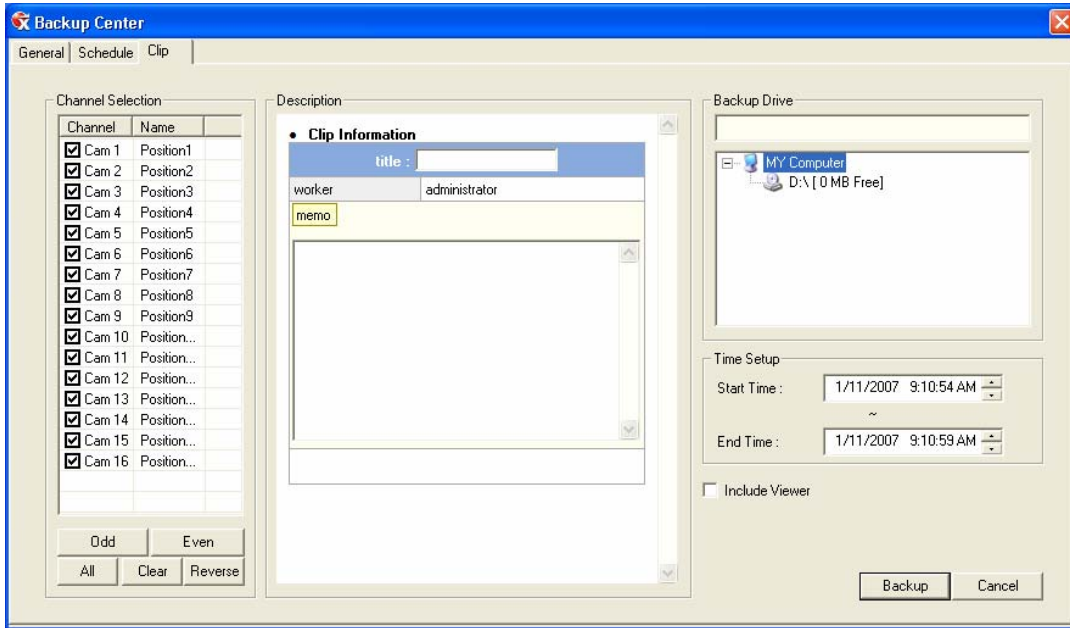 Backup Center
General Schedule Clip
Channel Selection
Channel Name
Cam 1 Position1
Cam 2 Position2
Cam 3 Position3
Cam 4 Position4
Cam 5 Position5
Cam 6 Position6
Cam 7 Position7
Cam 8 Position8
Cam 9 Position9
Cam 10 Position...
Cam 11 Position...
Cam 12 Position...
Cam 13 Position...
Cam 14 Position...
Cam 15 Position...
Cam 16 Position...
Odd Even
All Clear Reverse
Description
• Clip Information
title :
worker administrator
memo
Backup Drive
MY Computer
D:\ [ 0 MB Free]
Time Setup
Start Time : 1/11/2007 9:10:54 AM
~
End Time : 1/11/2007 9:10:59 AM
Include Viewer
Backup Cancel